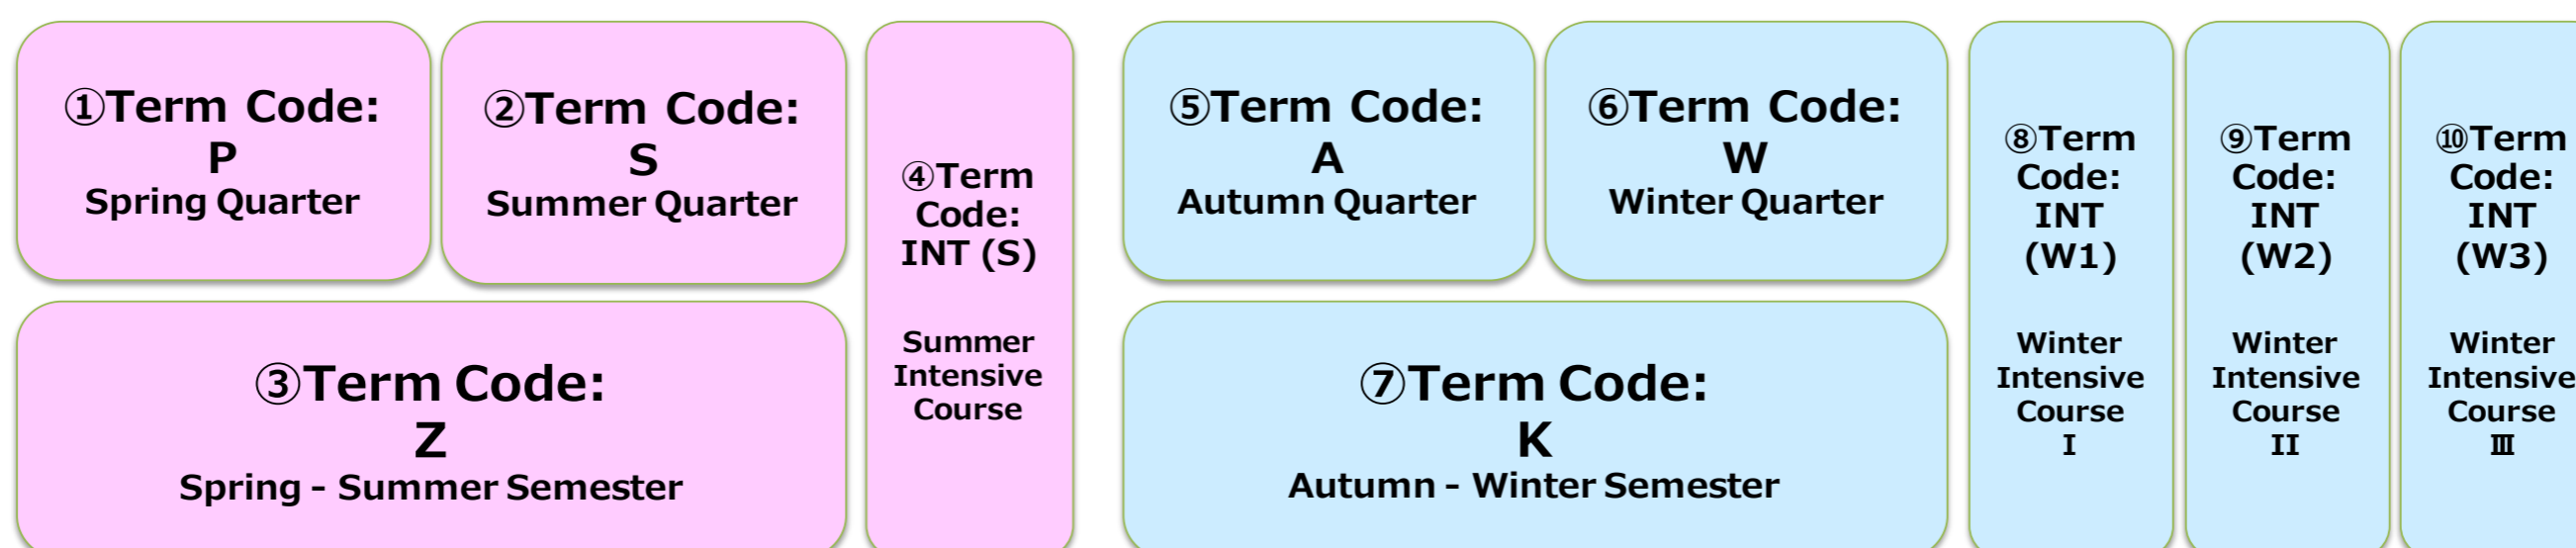 ①Term Code:
P
Spring Quarter
②Term Code:
S
Summer Quarter
③Term Code:
Z
Spring - Summer Semester
④Term
Code:
INT (S)
Summer
Intensive
Course
⑤Term Code:
A
Autumn Quarter
⑥Term Code:
W
Winter Quarter
⑦Term Code:
K
Autumn - Winter Semester
⑧Term
Code:
INT
(W1)
Winter
Intensive
Course
I
⑨Term
Code:
INT
(W2)
Winter
Intensive
Course
II
⑩Term
Code:
INT
(W3)
Winter
Intensive
Course
Ⅲ